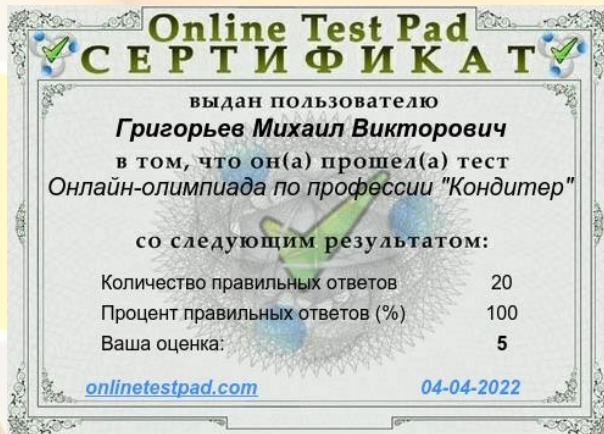 Online Test Pad
СЕРТИФИКАТ
выдан пользователю
Григорьев Михаил Викторович
в том, что он(а) прошел(а) тест
Онлайн-олимпиада по профессии "Кондитер"
со следующим результатом:
Количество правильных ответов 20
Процент правильных ответов (%) 100
Ваша оценка: 5
onlinetestpad.com 04-04-2022